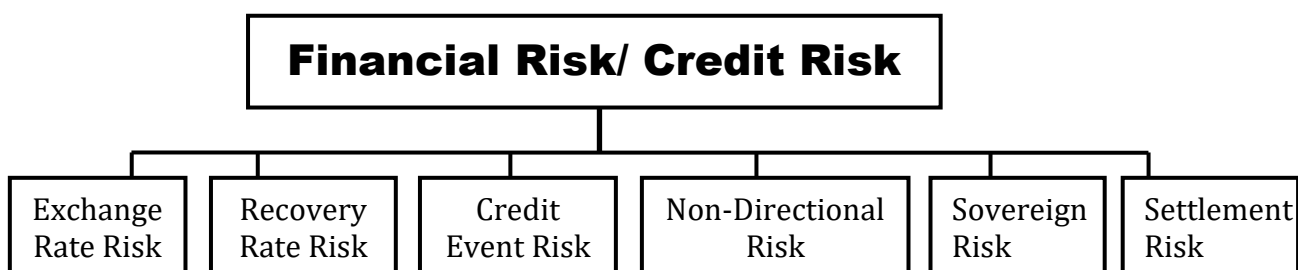 Financial Risk/ Credit Risk
Exchange
Rate Risk
Recovery
Rate Risk
Credit
Event Risk
Non-Directional
Risk
Sovereign
Risk
Settlement
Risk